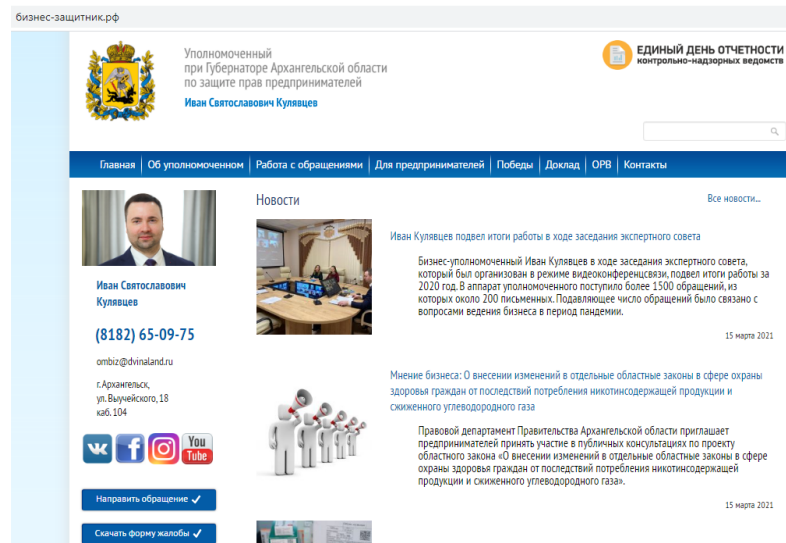 бизнес-защитник.рф
Уполномоченный
при Губернаторе Архангельской области
по защите прав предпринимателей
Иван Святославович Кулявцев
ЕДИНЫЙ ДЕНЬ ОТЧЕТНОСТИ
контрольно-надзорных ведомств
Главная
Об уполномоченном
Работа с обращениями
Для предпринимателей
Победы
Доклад
ОРВ
Контакты
Иван Святославович
Кулявцев
(8182) 65-09-75
ombiz@dvinaland.ru
г.Архангельск,
ул. Выучейского, 18
каб. 104
You
Tube
Направить обращение
Скачать форму жалобы
Новости
Все новости...
Иван Кулявцев подвел итоги работы в ходе заседания экспертного совета
Бизнес-уполномоченный Иван Кулявцев в ходе заседания экспертного совета,
который был организован в режиме видеоконференцсвязи, подвел итоги работы за
2020 год. В аппарат уполномоченного поступило более 1500 обращений, из
которых около 200 письменных. Подавляющее число обращений было связано с
вопросами ведения бизнеса в период пандемии.
15 марта 2021
Мнение бизнеса: О внесении изменений в отдельные областные законы в сфере охраны
здоровья граждан от последствий потребления никотинсодержащей продукции и
сжиженного углеводородного газа
Правовой департамент Правительства Архангельской области приглашает
предпринимателей принять участие в публичных консультациях по проекту
областного закона «О внесении изменений в отдельные областные законы в сфере
охраны здоровья граждан от последствий потребления никотинсодержащей
продукции и сжиженного углеводородного газа».
15 марта 2021